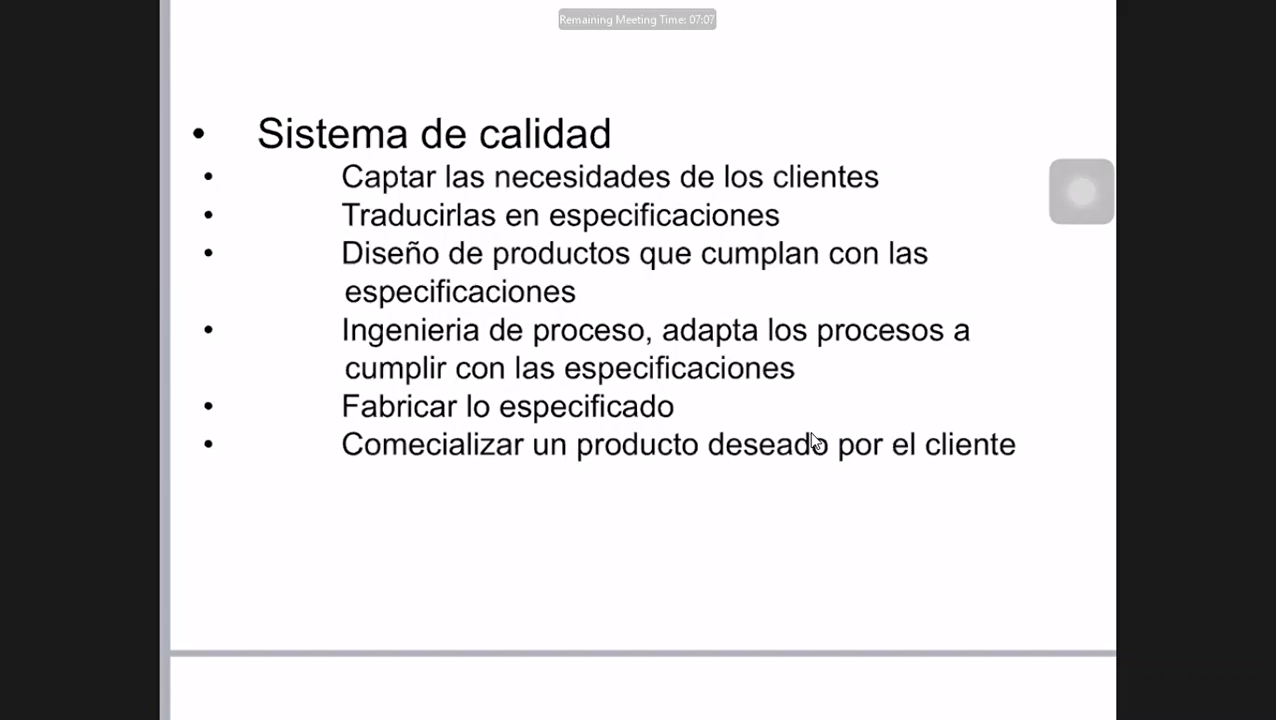 Remaining Meeting Time: 07:07
• Sistema de calidad
• Captar las necesidades de los clientes
• Traducirlas en especificaciones
• Diseño de productos que cumplan con las
especificaciones
• Ingenieria de proceso, adapta los procesos a
cumplir con las especificaciones
• Fabricar lo especificado
• Comecializar un producto deseado por el cliente